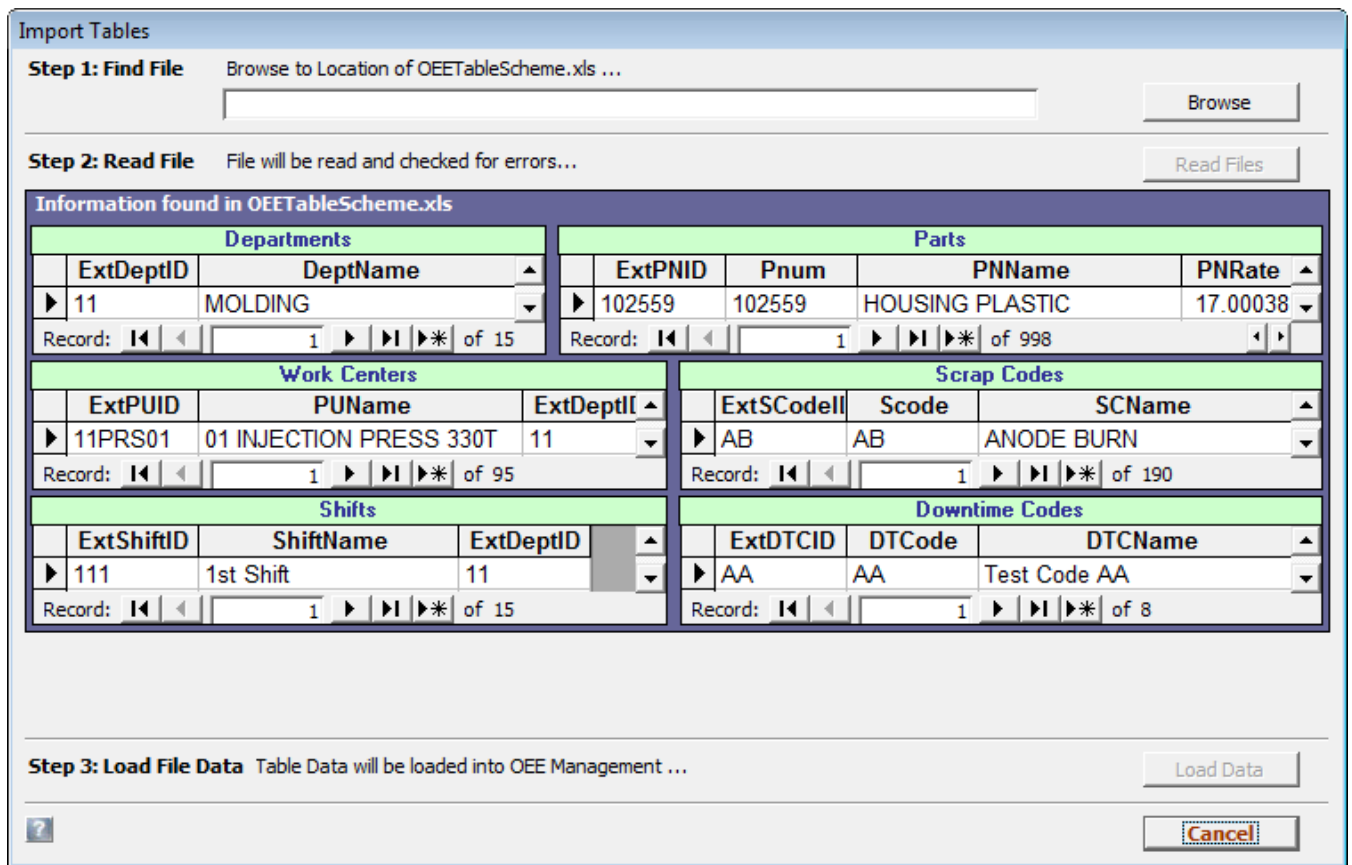 Import Tables
Step 1: Find File Browse to Location of OEETableScheme.xls ...
Browse
Step 2: Read File File will be read and checked for errors...
Read Files
Information found in OEETableScheme.xls
Departments
ExtDeptID DeptName
11 MOLDING
Record: 1 of 15
Parts
ExtPNID Pnum PNName PNRate
102559 102559 HOUSING PLASTIC 17.00038
Record: 1 of 998
Work Centers
ExtPUID PUName ExtDeptI
11PRS01 01 INJECTION PRESS 330T 11
Record: 1 of 95
Scrap Codes
ExtSCodeI Scode SCName
AB AB ANODE BURN
Record: 1 of 190
Shifts
ExtShiftID ShiftName ExtDeptID
111 1st Shift 11
Record: 1 of 15
Downtime Codes
ExtDTCID DTCode DTCName
AA AA Test Code AA
Record: 1 of 8
Step 3: Load File Data Table Data will be loaded into OEE Management ...
Load Data
?
Cancel